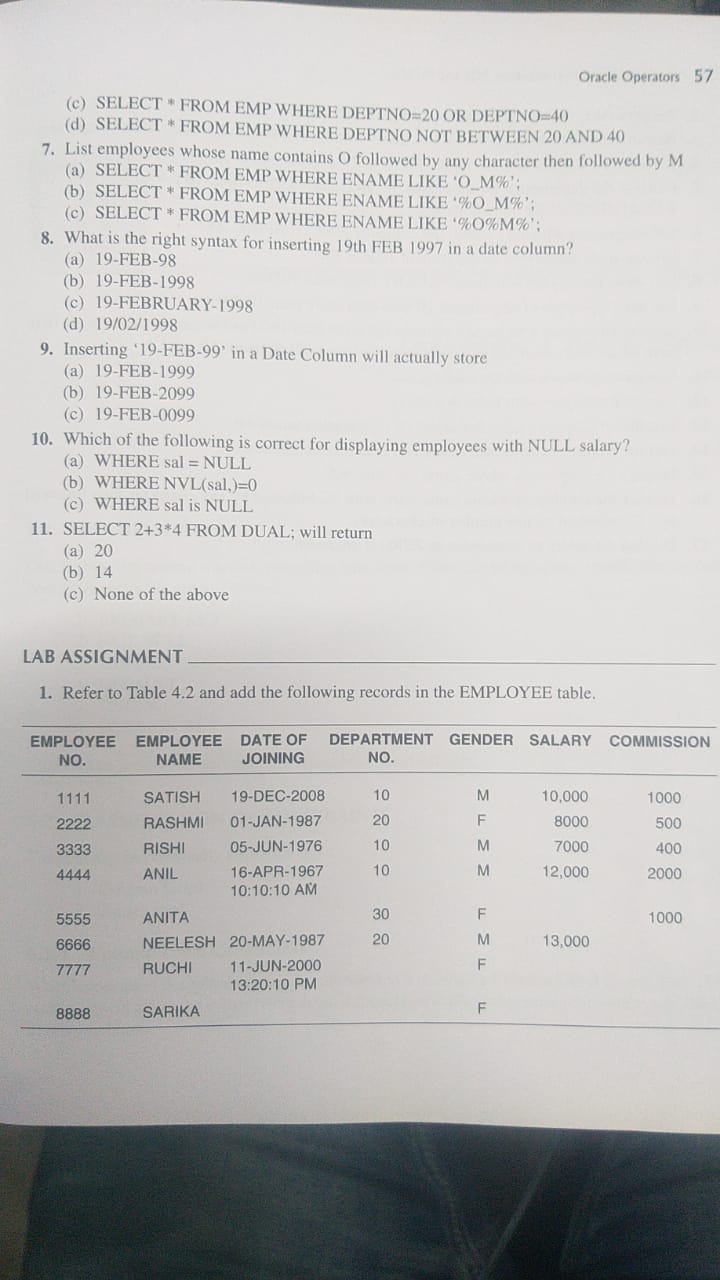 Oracle Operators 57
(c) SELECT * FROM EMP WHERE DEPTNO=20 OR DEPTNO=40
(d) SELECT * FROM EMP WHERE DEPTNO NOT BETWEEN 20 AND 40
7. List employees whose name contains O followed by any character then followed by M
(a) SELECT * FROM EMP WHERE ENAME LIKE ‘O_M%’;
(b) SELECT * FROM EMP WHERE ENAME LIKE ‘%O_M%’;
(c) SELECT * FROM EMP WHERE ENAME LIKE ‘%O%M%’;
8. What is the right syntax for inserting 19th FEB 1997 in a date column?
(a) 19-FEB-98
(b) 19-FEB-1998
(c) 19-FEBRUARY-1998
(d) 19/02/1998
9. Inserting ‘19-FEB-99’ in a Date Column will actually store
(a) 19-FEB-1999
(b) 19-FEB-2099
(c) 19-FEB-0099
10. Which of the following is correct for displaying employees with NULL salary?
(a) WHERE sal = NULL
(b) WHERE NVL(sal,)=0
(c) WHERE sal is NULL
11. SELECT 2+3*4 FROM DUAL; will return
(a) 20
(b) 14
(c) None of the above
LAB ASSIGNMENT
1. Refer to Table 4.2 and add the following records in the EMPLOYEE table.
EMPLOYEE EMPLOYEE DATE OF DEPARTMENT GENDER SALARY COMMISSION
NO. NAME JOINING NO.
1111 SATISH 19-DEC-2008 10 M 10,000 1000
2222 RASHMI 01-JAN-1987 20 F 8000 500
3333 RISHI 05-JUN-1976 10 M 7000 400
4444 ANIL 16-APR-1967 10 M 12,000 2000
10:10:10 AM
5555 ANITA 30 F 1000
6666 NEELESH 20-MAY-1987 20 M 13,000
7777 RUCHI 11-JUN-2000 F
13:20:10 PM
8888 SARIKA F